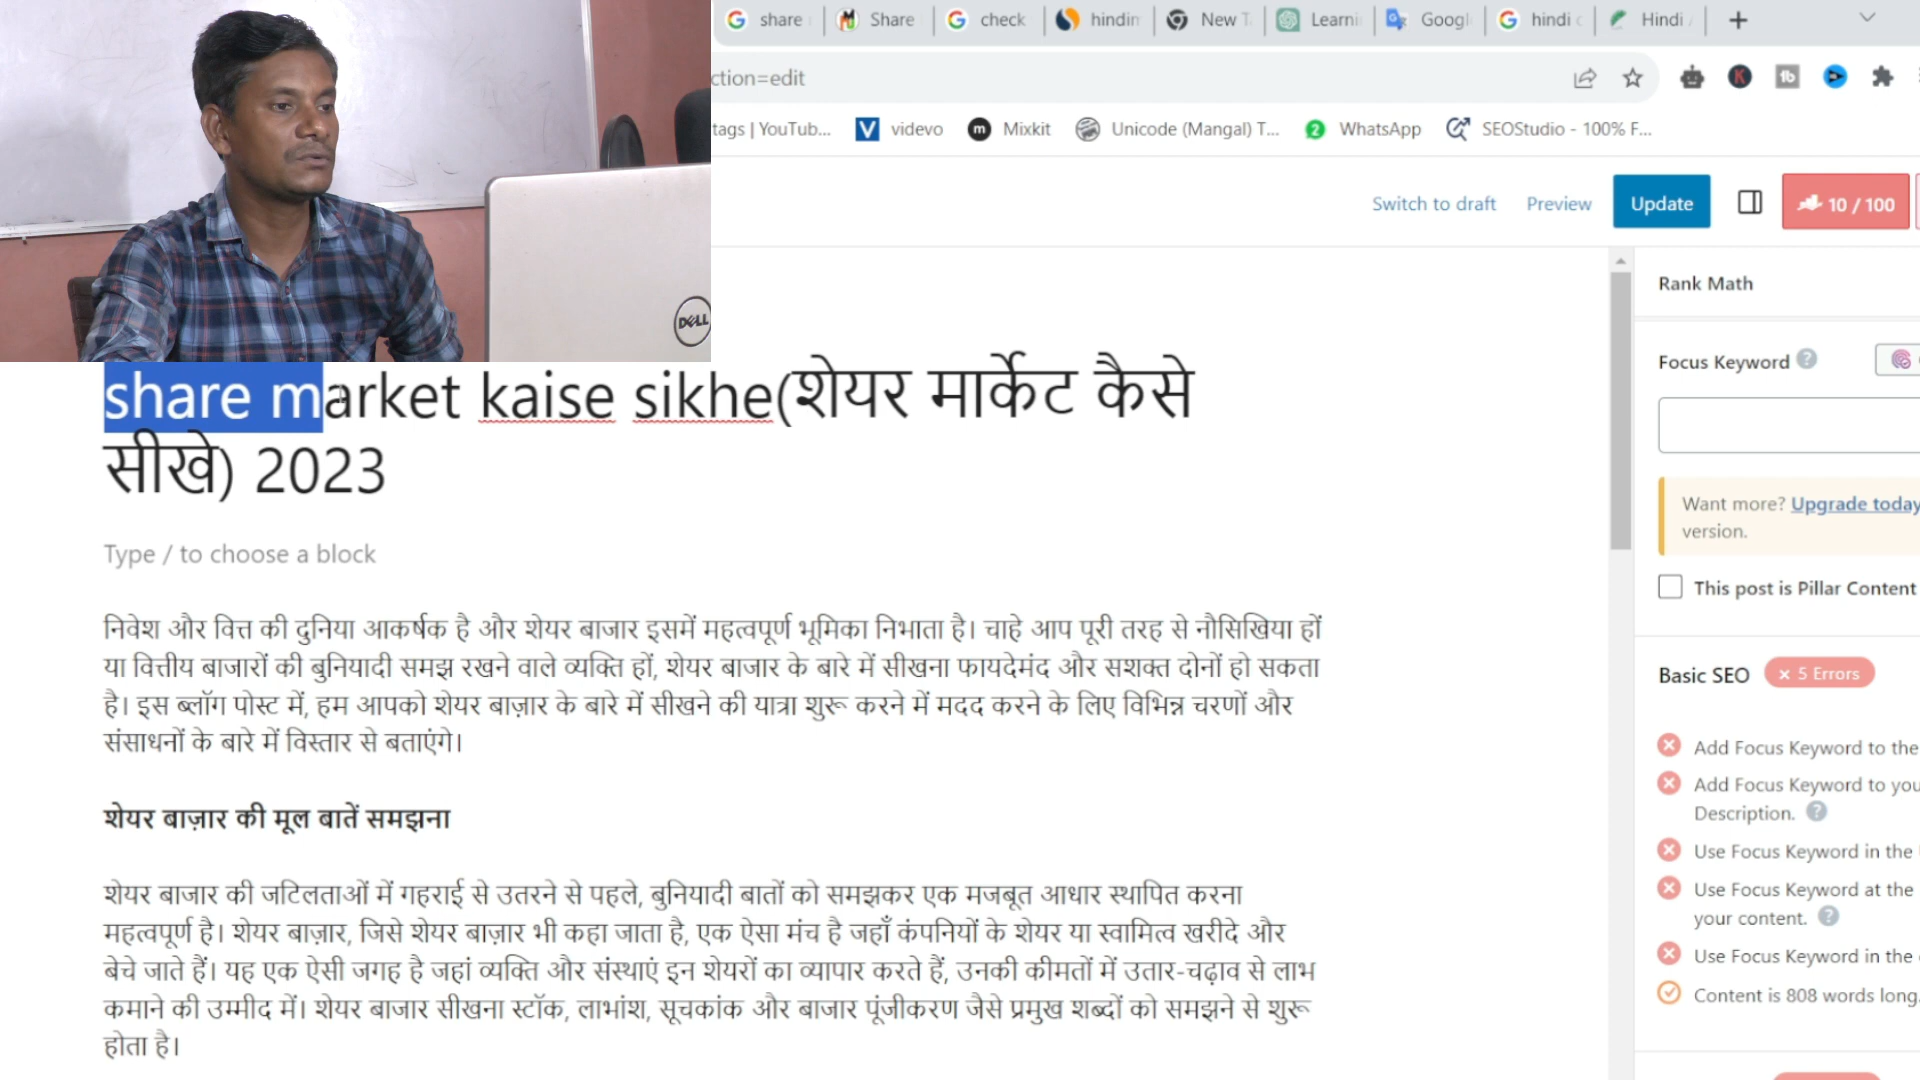 share
Share
check
hindin
New T
Learni
Googl
hindi c
Hindi
ction=edit
tags | YouTub...
videvo
Mixkit
Unicode (Mangal) T...
WhatsApp
SEOStudio - 100% F...
Switch to draft
Preview
Update
10 / 100
DELL
share market kaise sikhe(शेयर मार्केट कैसे
सीखे) 2023
Type / to choose a block
निवेश और वित्त की दुनिया आकर्षक है और शेयर बाजार इसमें महत्वपूर्ण भूमिका निभाता है। चाहे आप पूरी तरह से नौसिखिया हों
या वित्तीय बाजारों की बुनियादी समझ रखने वाले व्यक्ति हों, शेयर बाजार के बारे में सीखना फायदेमंद और सशक्त दोनों हो सकता
है। इस ब्लॉग पोस्ट में, हम आपको शेयर बाज़ार के बारे में सीखने की यात्रा शुरू करने में मदद करने के लिए विभिन्न चरणों और
संसाधनों के बारे में विस्तार से बताएंगे।
शेयर बाज़ार की मूल बातें समझना
शेयर बाजार की जटिलताओं में गहराई से उतरने से पहले, बुनियादी बातों को समझकर एक मजबूत आधार स्थापित करना
महत्वपूर्ण है। शेयर बाज़ार, जिसे शेयर बाज़ार भी कहा जाता है, एक ऐसा मंच है जहाँ कंपनियों के शेयर या स्वामित्व खरीदे और
बेचे जाते हैं। यह एक ऐसी जगह है जहां व्यक्ति और संस्थाएं इन शेयरों का व्यापार करते हैं, उनकी कीमतों में उतार-चढ़ाव से लाभ
कमाने की उम्मीद में। शेयर बाजार सीखना स्टॉक, लाभांश, सूचकांक और बाजार पूंजीकरण जैसे प्रमुख शब्दों को समझने से शुरू
होता है।
Rank Math
Focus Keyword
Want more? Upgrade today
version.
This post is Pillar Content
Basic SEO
× 5 Errors
Add Focus Keyword to the
Add Focus Keyword to you
Description.
Use Focus Keyword in the
Use Focus Keyword at the
your content.
Use Focus Keyword in the
Content is 808 words long.